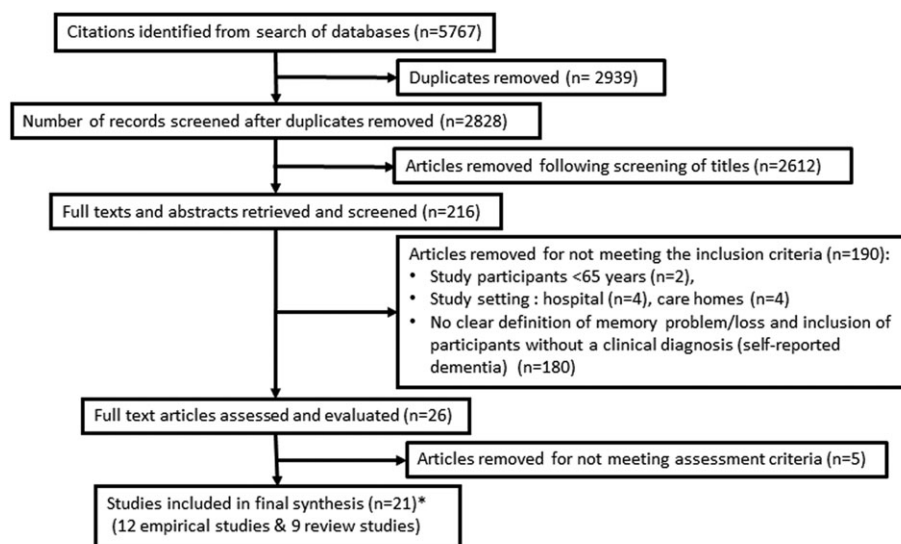 Citations identified from search of databases (n=5767)
Duplicates removed (n= 2939)
Number of records screened after duplicates removed (n=2828)
Articles removed following screening of titles (n=2612)
Full texts and abstracts retrieved and screened (n=216)
Articles removed for not meeting the inclusion criteria (n=190):
• Study participants <65 years (n=2),
• Study setting : hospital (n=4), care homes (n=4)
• No clear definition of memory problem/loss and inclusion of
participants without a clinical diagnosis (self-reported
dementia) (n=180)
Full text articles assessed and evaluated (n=26)
Articles removed for not meeting assessment criteria (n=5)
Studies included in final synthesis (n=21)*
(12 empirical studies & 9 review studies)